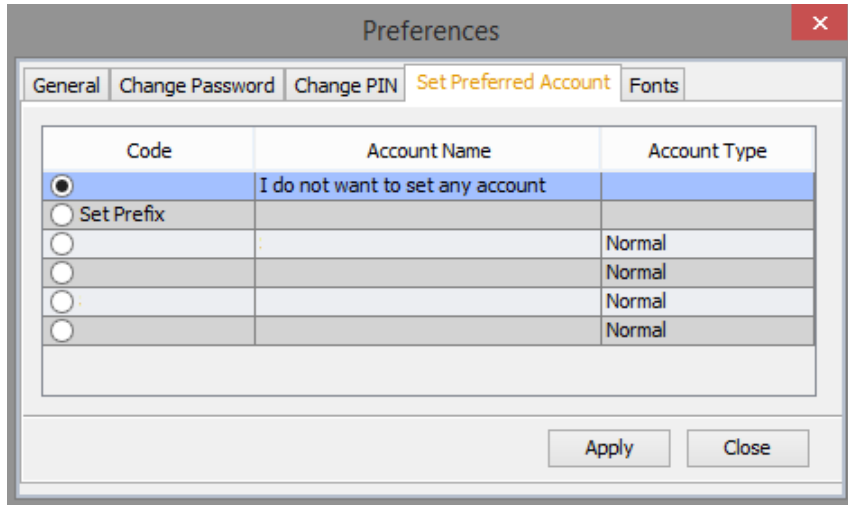 Preferences
General Change Password Change PIN Set Preferred Account Fonts
Code Account Name Account Type
I do not want to set any account
Set Prefix
Normal
Normal
Normal
Normal
Apply Close